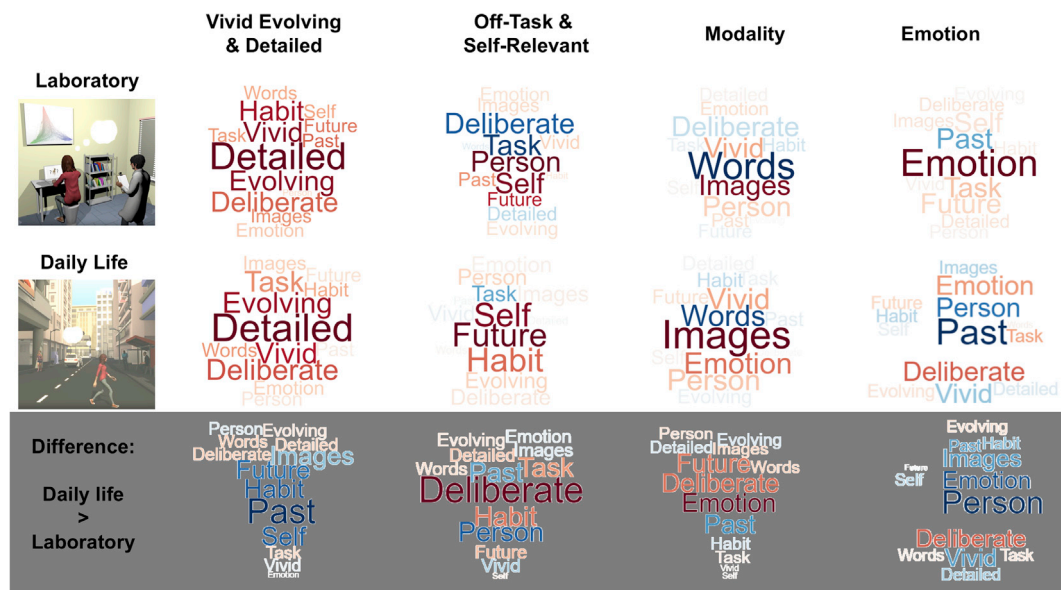 Vivid Evolving
& Detailed
Off-Task &
Self-Relevant
Modality
Emotion
Laboratory
Words
Habit Self
Vivid Future
Task Past
Detailed
Evolving
Deliberate
Images
Emotion
Emotion
Images
Deliberate
Task Vivid
Person
Past Self
Future
Detailed
Evolving
Detailed
Emotion
Deliberate
Task Vivid Habit
Words
Self Images
Person
Past
Future
Evolving
Deliberate
Images Self
Past
Habit
Emotion
Vivid Task
Future
Detailed
Person
Daily Life
Images
Task Future
Habit
Evolving
Detailed
Words Vivid Past
Deliberate
Emotion
Person
Emotion
Person
Task Images
Self
Vivid
Future
Habit
Evolving
Deliberate
Detailed
Habit Task
Future Vivid
Words Past
Images
Self Emotion
Person
Evolving
Images
Emotion
Future Person
Habit
Self Past Task
Deliberate
Evolving Vivid Detailed
Difference:
Daily life
>
Laboratory
Person Evolving
Words Detailed
Deliberate Images
Future
Habit
Past
Self
Task
Vivid
Emotion
Evolving Emotion
Detailed Images
Words Past Task
Deliberate
Habit
Person
Future
Vivid
Self
Person Evolving
Detailed Images
Future Words
Deliberate
Emotion
Past
Habit
Task
Vivid
Self
Evolving
Past Habit
Images
Future
Self Emotion
Person
Deliberate
Words Vivid Task
Detailed